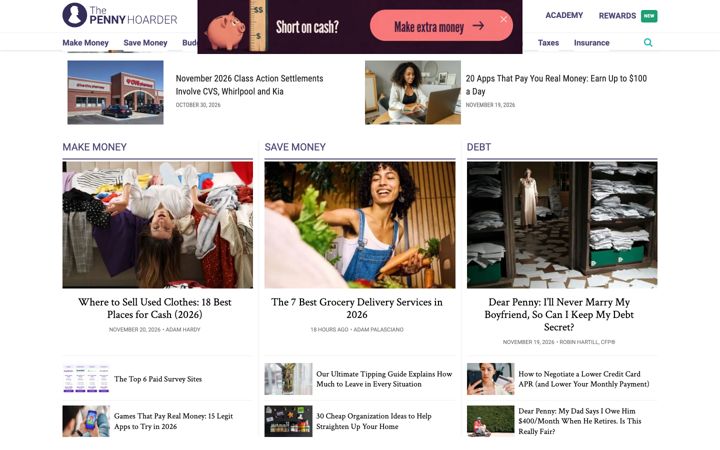 The
PENNY HOARDER
$$
Short on cash?
Make extra money
ACADEMY
REWARDS
NEW
Make Money
Save Money
Taxes
Insurance
November 2026 Class Action Settlements
Involve CVS, Whirlpool and Kia
OCTOBER 30, 2026
20 Apps That Pay You Real Money: Earn Up to $100
a Day
NOVEMBER 19, 2026
MAKE MONEY
SAVE MONEY
DEBT
Where to Sell Used Clothes: 18 Best
Places for Cash (2026)
NOVEMBER 20, 2026 • ADAM HARDY
The 7 Best Grocery Delivery Services in
2026
18 HOURS AGO • ADAM PALASCIANO
Dear Penny: I'll Never Marry My
Boyfriend, So Can I Keep My Debt
Secret?
NOVEMBER 19, 2026 • ROBIN HARTILL, CFP®
The Top 6 Paid Survey Sites
Games That Pay Real Money: 15 Legit
Apps to Try in 2026
Our Ultimate Tipping Guide Explains How
Much to Leave in Every Situation
30 Cheap Organization Ideas to Help
Straighten Up Your Home
How to Negotiate a Lower Credit Card
APR (and Lower Your Monthly Payment)
Dear Penny: My Dad Says I Owe Him
$400/Month When He Retires. Is This
Really Fair?